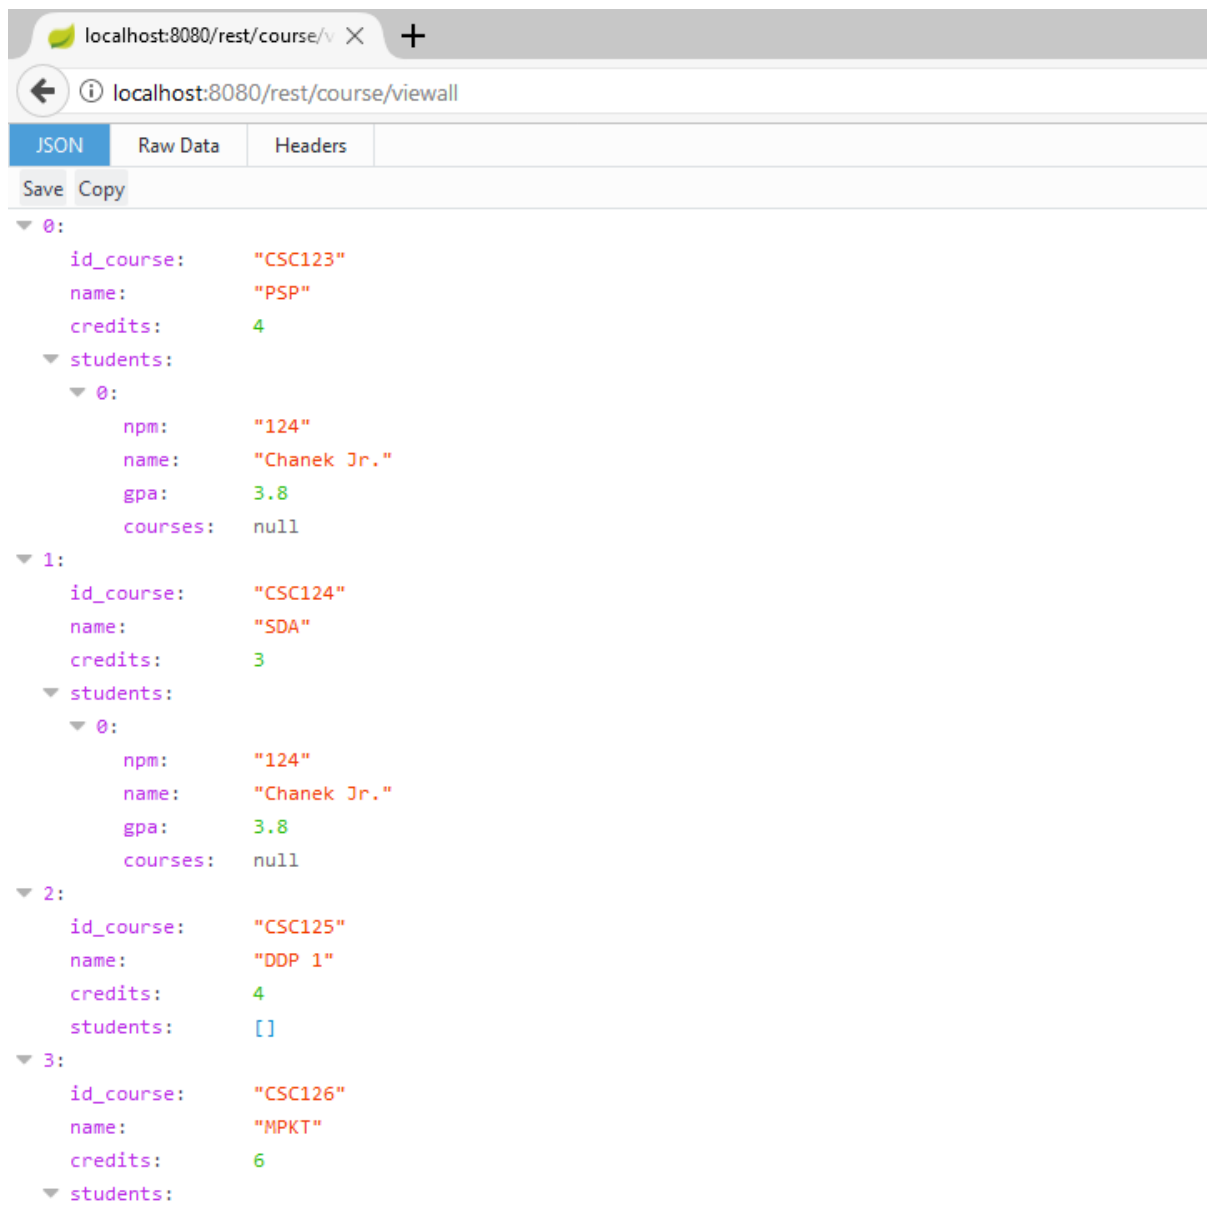 localhost:8080/rest/course/v
localhost:8080/rest/course/viewall
JSON Raw Data Headers
Save Copy
0:
id_course: "CSC123"
name: "PSP"
credits: 4
students:
0:
npm: "124"
name: "Chanek Jr."
gpa: 3.8
courses: null
1:
id_course: "CSC124"
name: "SDA"
credits: 3
students:
0:
npm: "124"
name: "Chanek Jr."
gpa: 3.8
courses: null
2:
id_course: "CSC125"
name: "DDP 1"
credits: 4
students: []
3:
id_course: "CSC126"
name: "MPKT"
credits: 6
students: